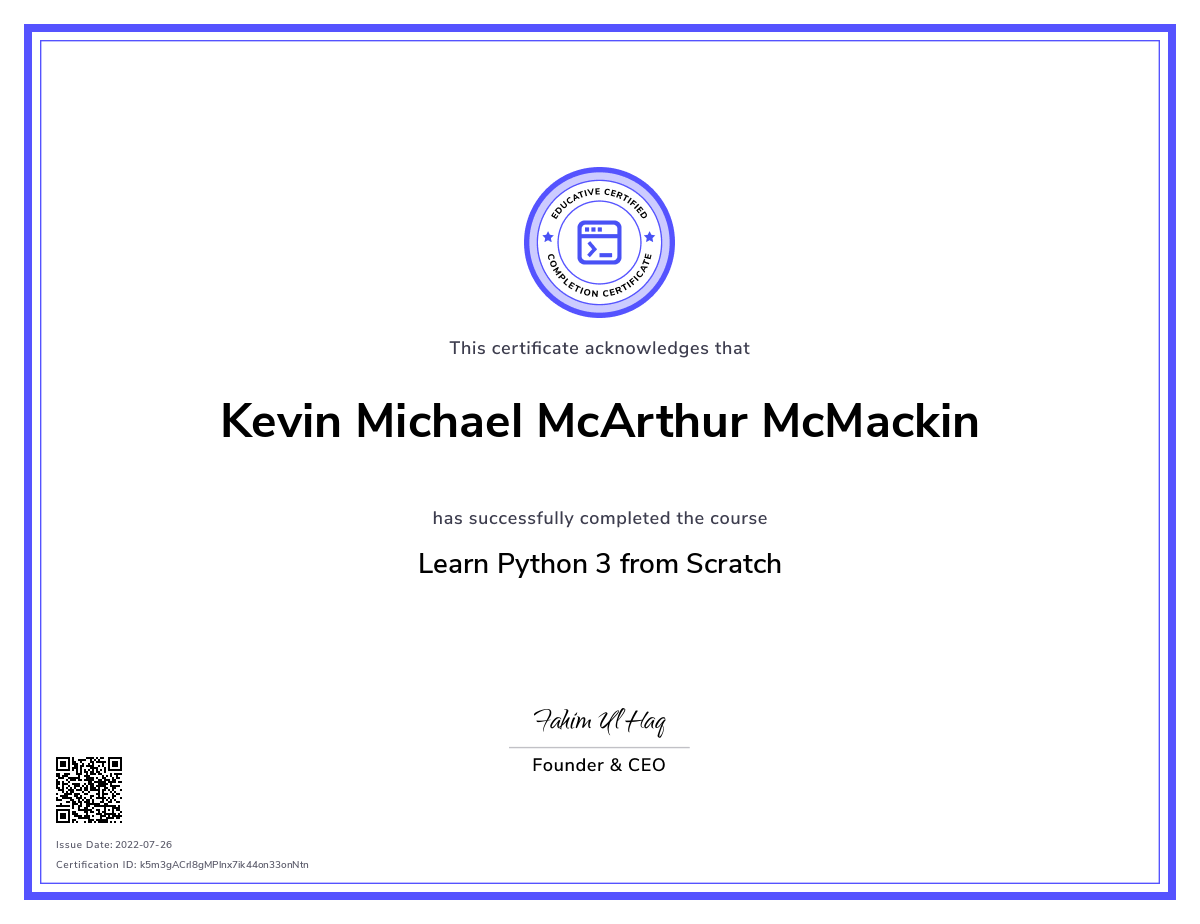 EDUCATIVE CERTIFIED
COMPLETION CERTIFICATE
This certificate acknowledges that
Kevin Michael McArthur McMackin
has successfully completed the course
Learn Python 3 from Scratch
Fahim Ul Haq
Founder & CEO
Issue Date: 2022-07-26
Certification ID: k5m3gACrl8gMPlnx7ik44on33onNtn